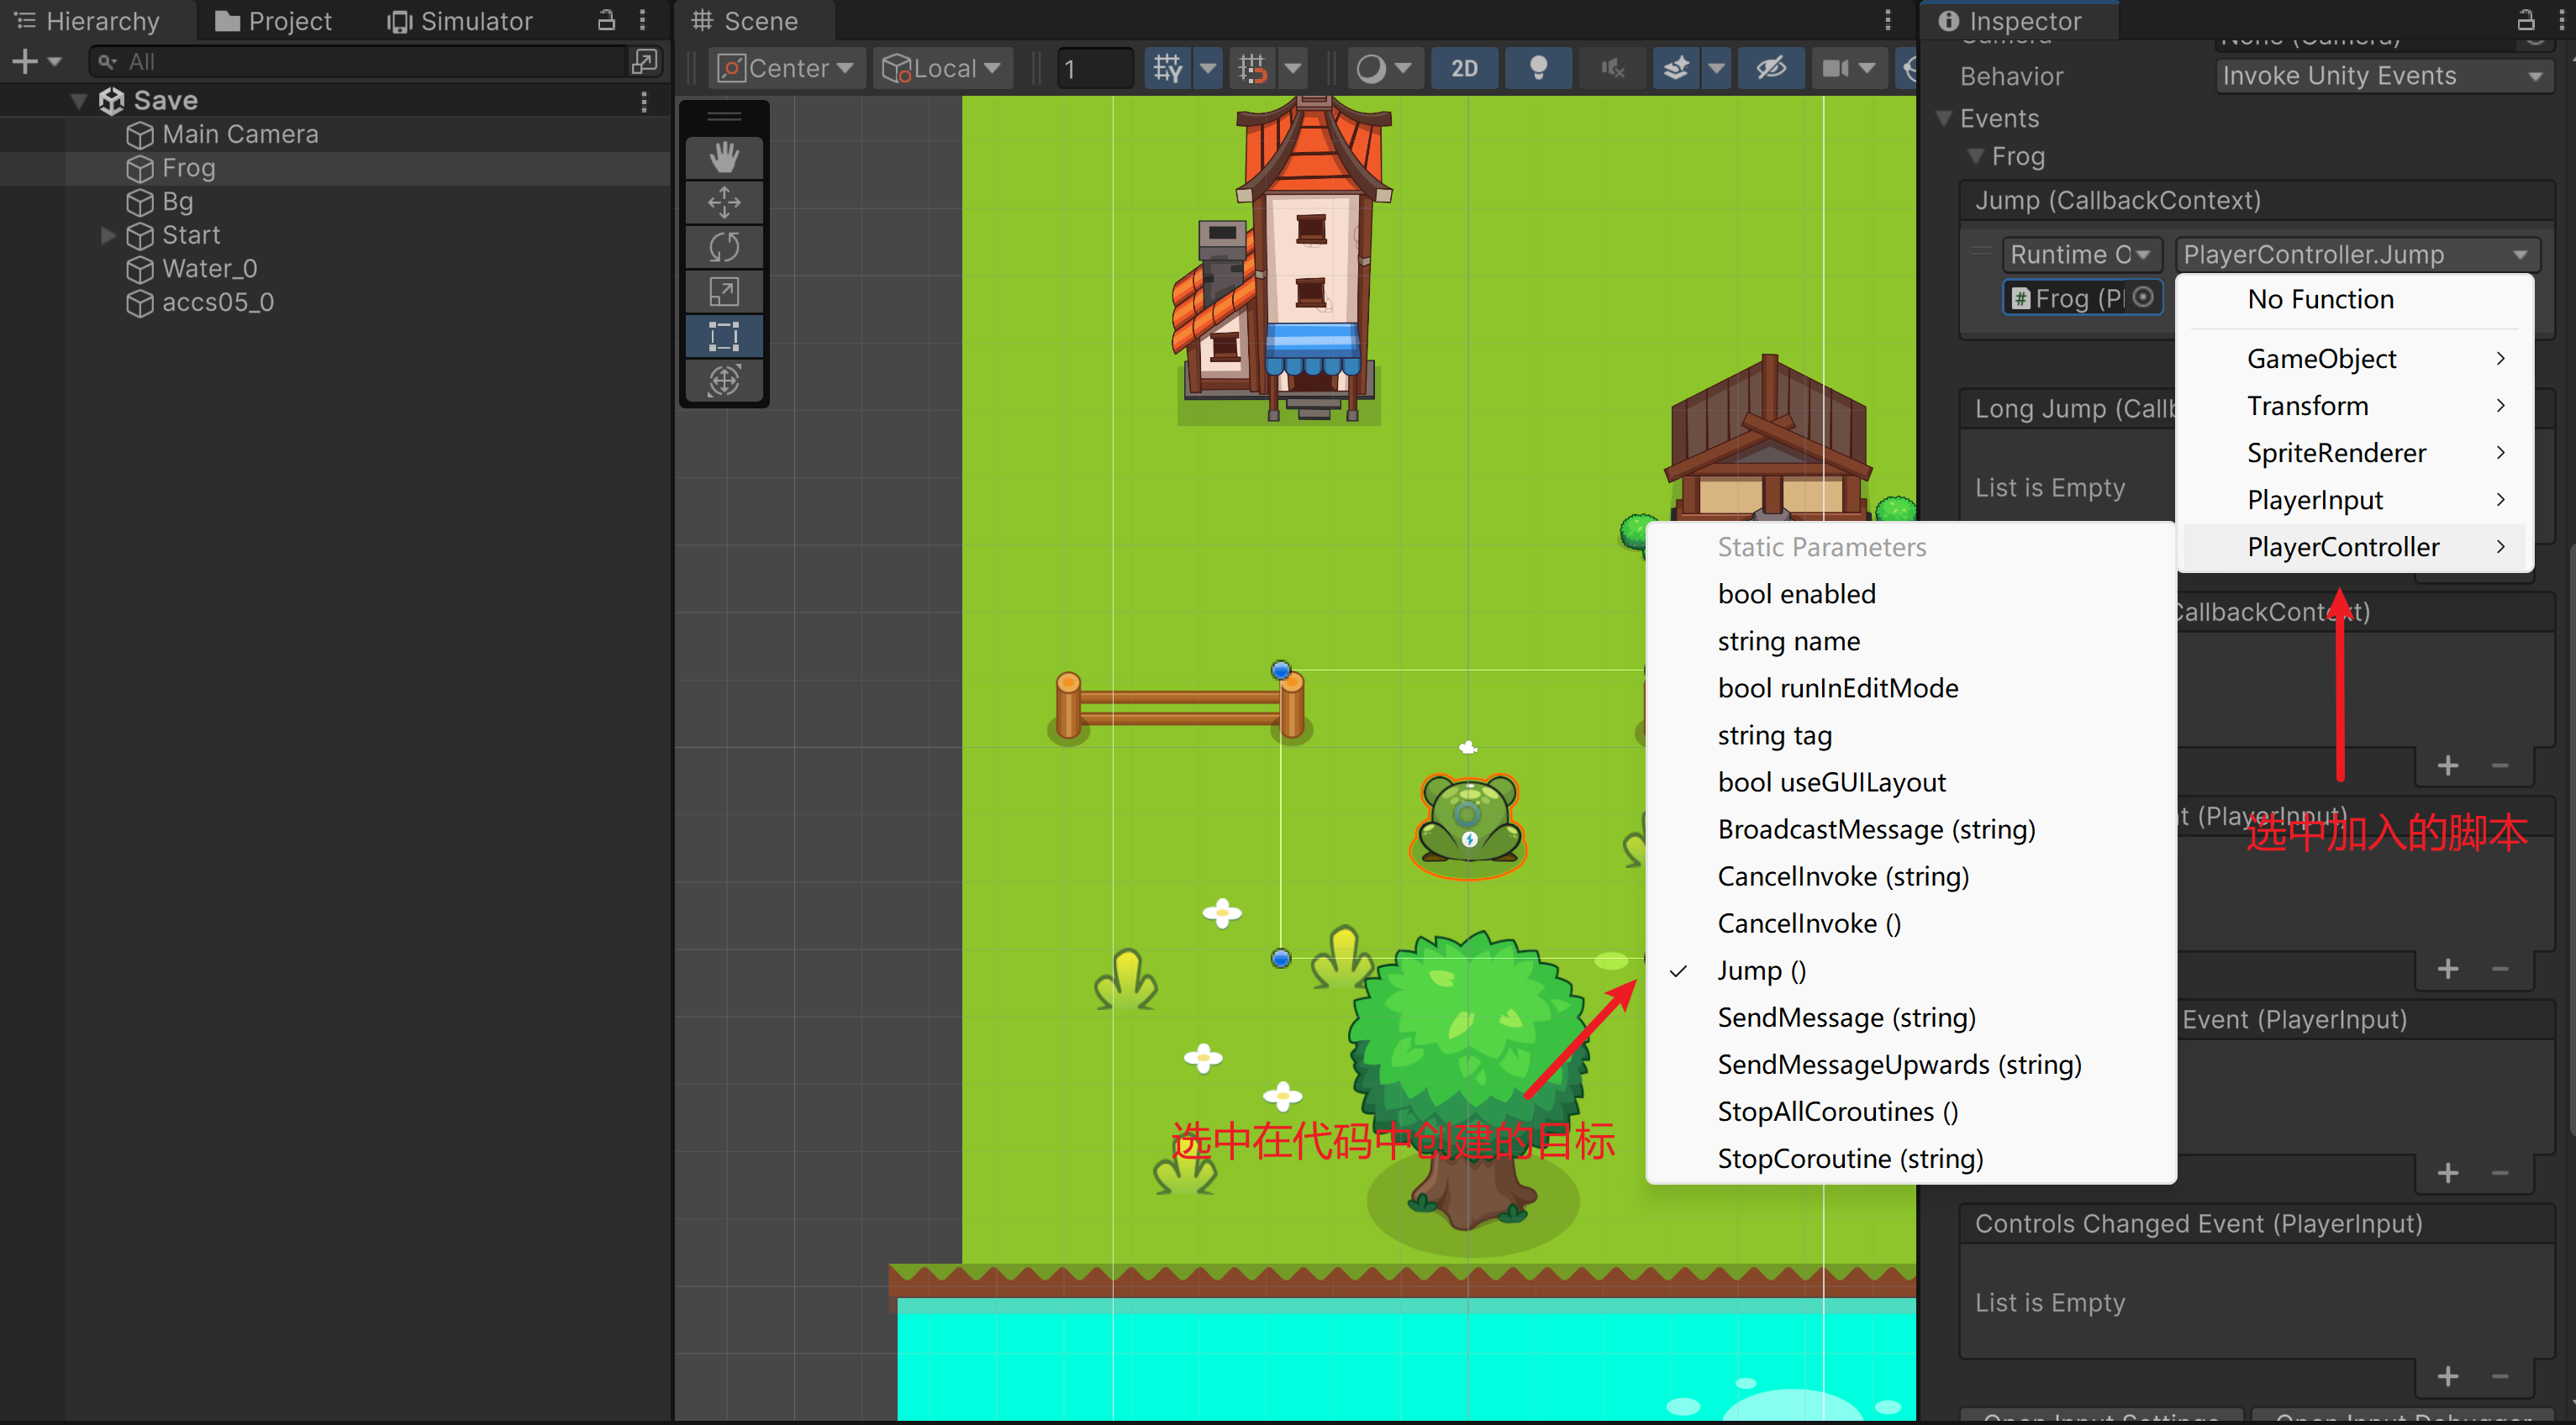 Hierarchy
Project
Simulator
All
Save
Main Camera
Frog
Bg
Start
Water_0
accs05_0
Scene
Center
Local
1
2D
选中在代码中创建的目标
Inspector
Behavior
Invoke Unity Events
Events
Frog
Jump (CallbackContext)
Runtime O
PlayerController.Jump
Frog (Pl
No Function
GameObject
Transform
SpriteRenderer
PlayerInput
PlayerController
Long Jump (Call
List is Empty
CallbackContext)
选中加入的脚本
t (PlayerInput)
Event (PlayerInput)
Controls Changed Event (PlayerInput)
List is Empty
Static Parameters
bool enabled
string name
bool runInEditMode
string tag
bool useGUILayout
BroadcastMessage (string)
CancelInvoke (string)
CancelInvoke ()
Jump ()
SendMessage (string)
SendMessageUpwards (string)
StopAllCoroutines ()
StopCoroutine (string)